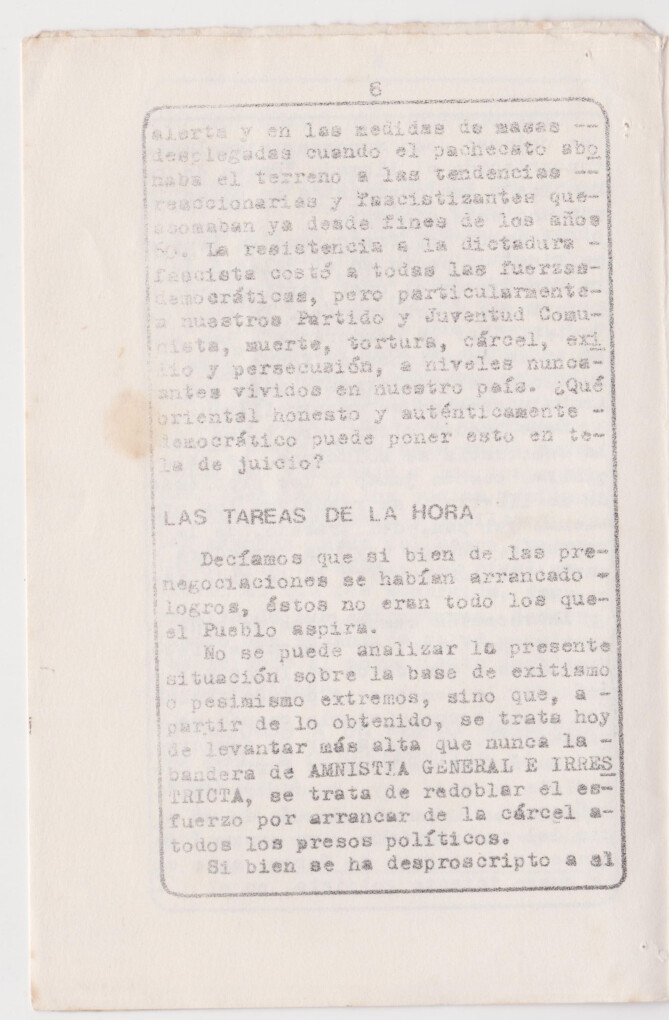 6
alerta y en las medidas de masas --
desplegadas cuando el pachecato abo
naba el terreno a las tendencias --
reaccionarias y fascistizantes que-
asomaban ya desde fines de los años
60. La resistencia a la dictadura -
fascista costó a todas las fuerzas-
democráticas, pero particularmente-
a nuestros Partido y Juventud Comu-
nista, muerte, tortura, cárcel, exi
lio y persecusión, a niveles nunca-
antes vividos en nuestro país. ¿Qué
oriental honesto y auténticamente -
democrático puede poner esto en te-
la de juicio?
LAS TAREAS DE LA HORA
Decíamos que si bien de las pre-
negociaciones se habían arrancado -
logros, éstos no eran todo los que-
el Pueblo aspira.
No se puede analizar la presente
situación sobre la base de exitismo
o pesimismo extremos, sino que, a -
partir de lo obtenido, se trata hoy
de levantar más alta que nunca la -
bandera de AMNISTIA GENERAL E IRRES
TRICTA, se trata de redoblar el es-
fuerzo por arrancar de la cárcel a-
todos los presos políticos.
Si bien se ha desproscripto a al